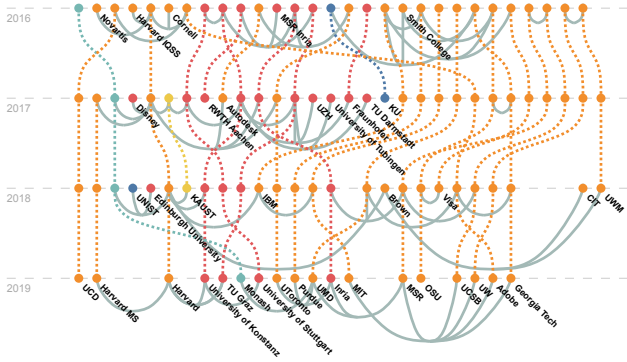 2016
Novartis
Harvard IQSS
Cornell
MSR-Inria
Smith College
2017
Disney
RWTH Aschen
Autodesk
UZH
University of Tubingen
Fraunhofer
TU Darmstadt
KU
2018
UNIST
Edinburgh University
KAUST
IBM
Brown
Visa
CIT
UWM
2019
UCD
Harvard MS
Harvard
University of Konstanz
TU Graz
Monash
University of Stuttgart
UToronto
Purdue
UMD
Inria
MIT
MSR
OSU
UCSB
UW
Adobe
Georgia Tech